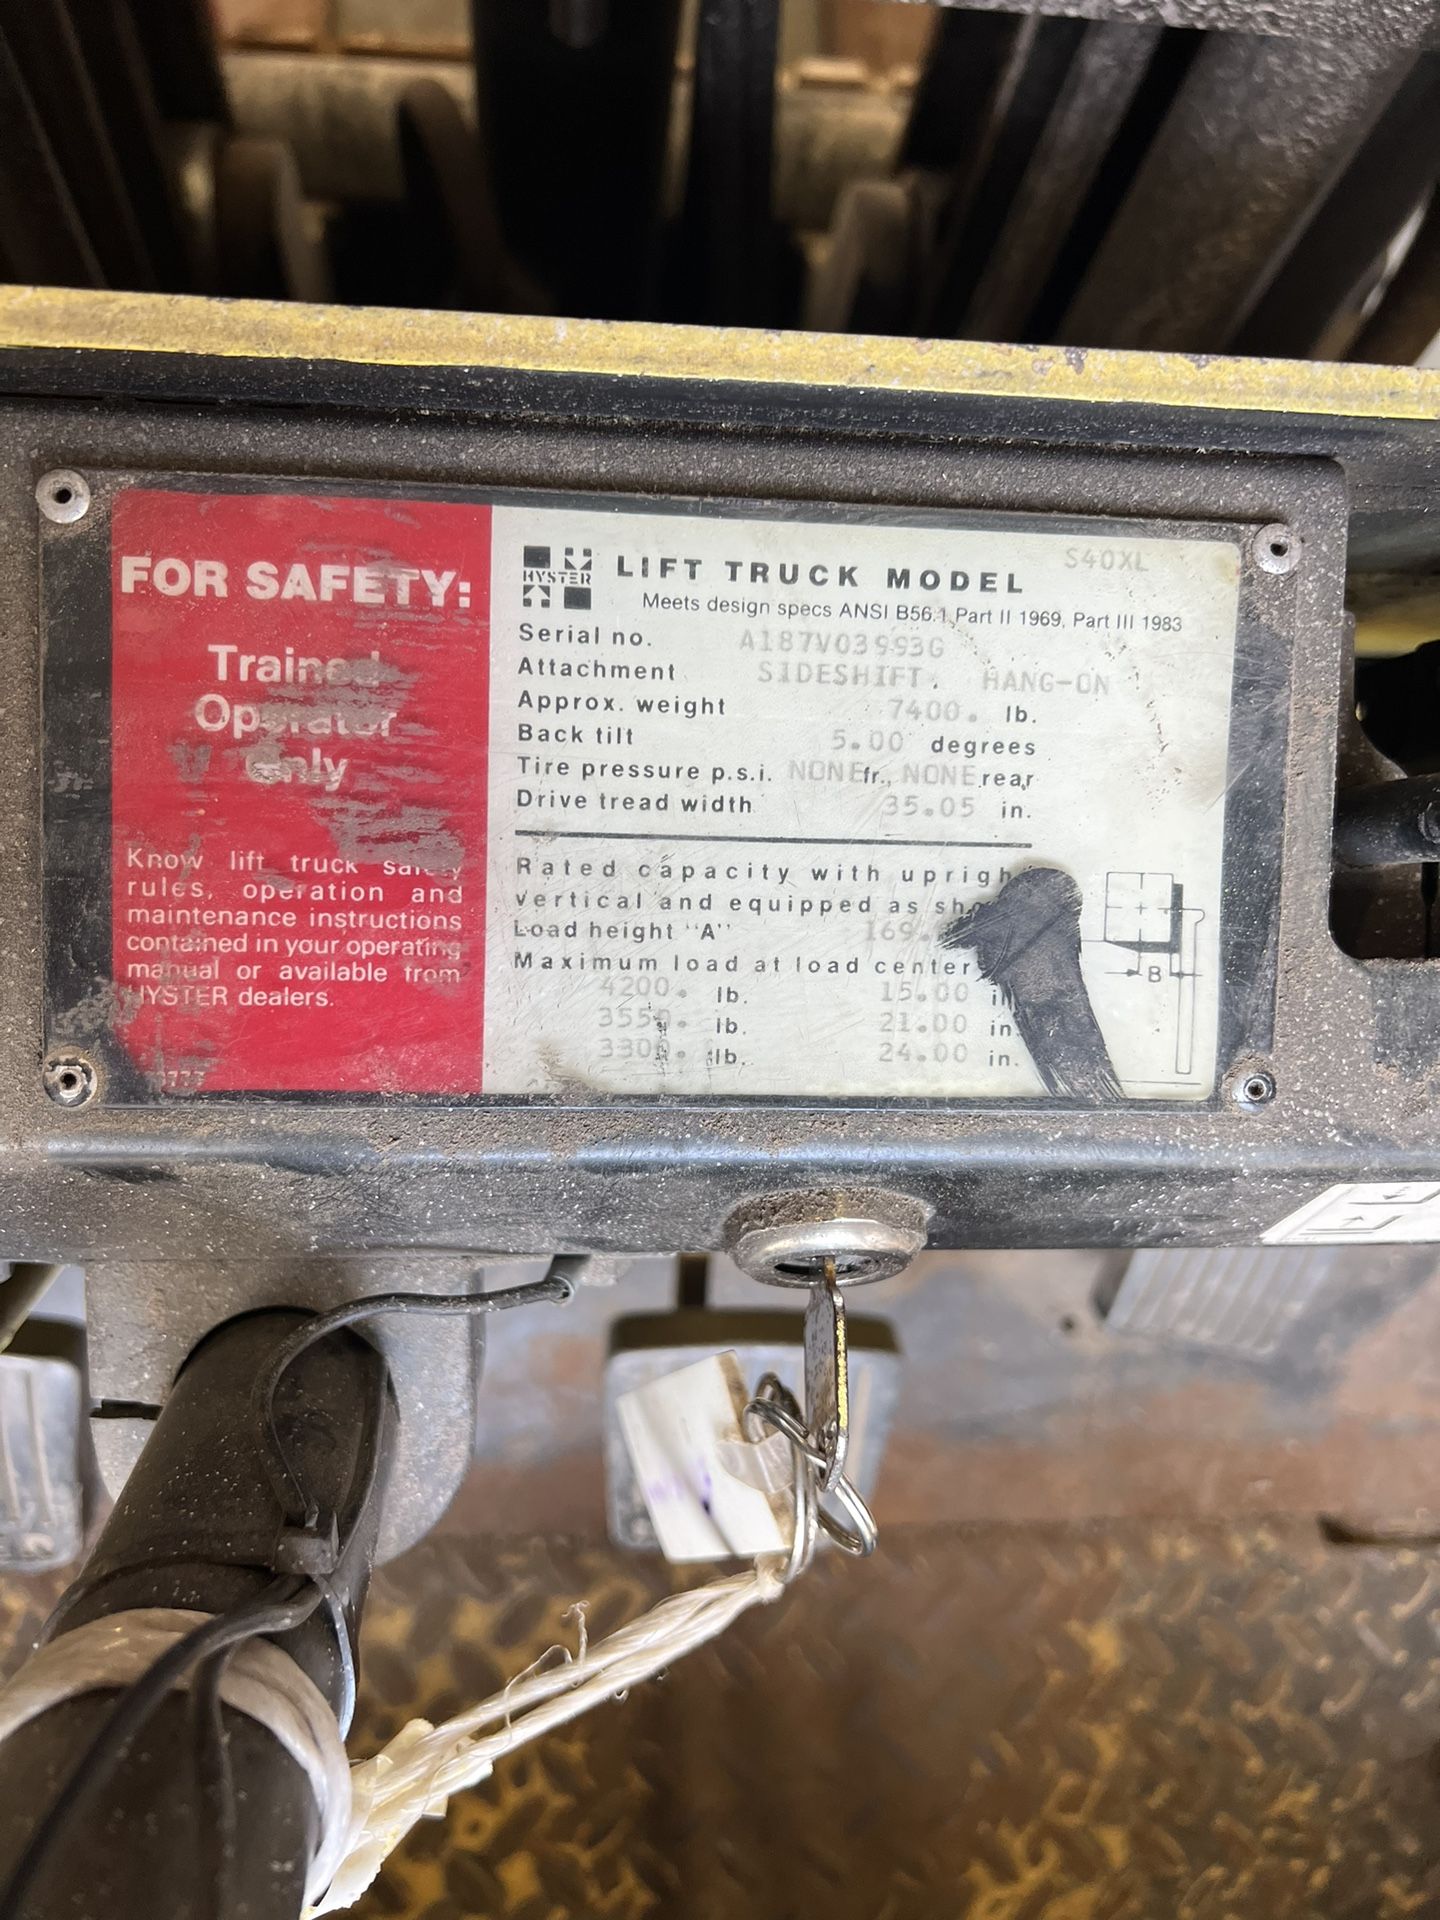 FOR SAFETY:
Trained
Operator
Only
Know lift truck safety
rules, operation and
maintenance instructions
contained in your operating
manual or available from
HYSTER dealers.
HYSTER
LIFT TRUCK MODEL S40XL
Meets design specs ANSI B56.1 Part II 1969, Part III 1983
Serial no. A187V03993G
Attachment SIDESHIFT, HANG-ON
Approx. weight 7400. lb.
Back tilt 5.00 degrees
Tire pressure p.s.i. NONE fr., NONE rear
Drive tread width 35.05 in.
Rated capacity with upright
vertical and equipped as
Load height "A" 169.
Maximum load at load center
4200. lb. 15.00 in
3550. lb. 21.00 in.
3300. lb. 24.00 in.
B